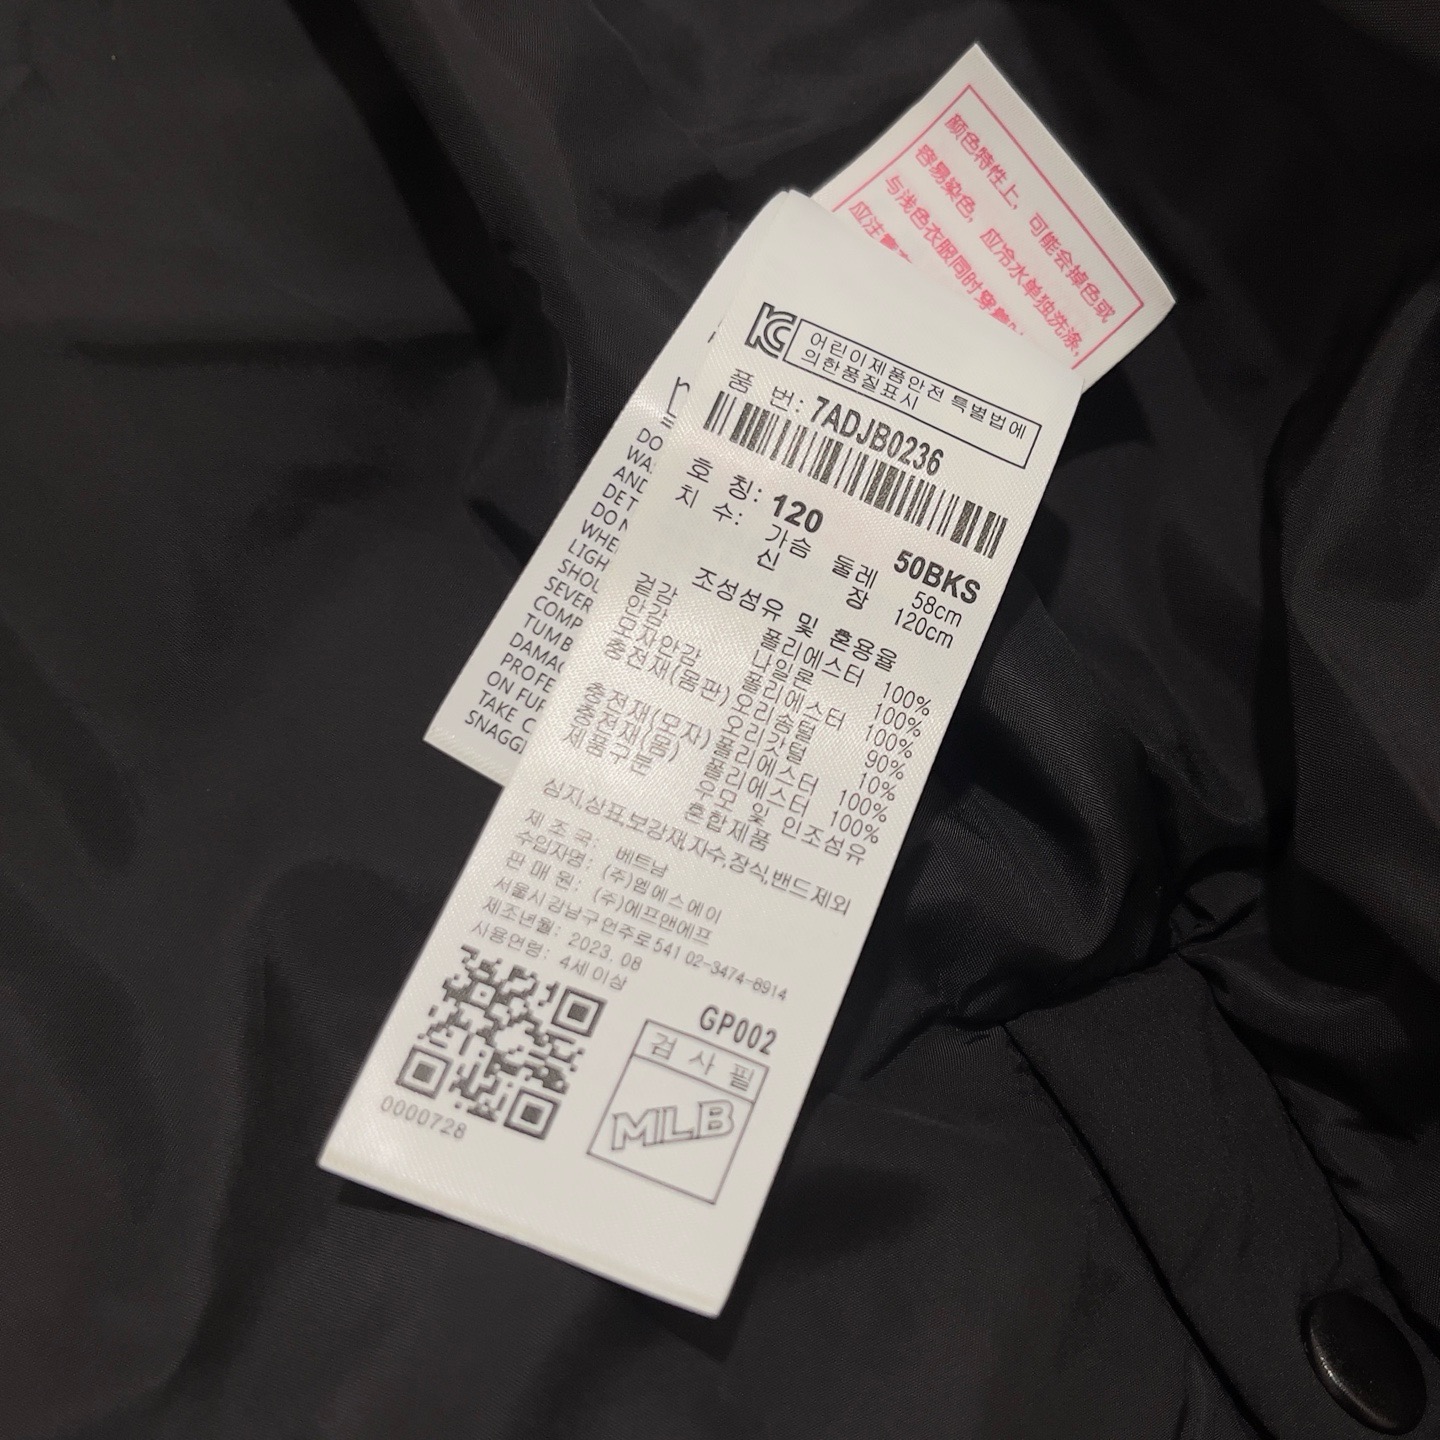 颜色特性上，可能会掉色或
容易染色，应冷水单独洗涤，
与浅色衣服同时穿着时
应注
KC
어린이제품안전 특별법에
의한품질표시
품 번: 7ADJB0236
호 칭: 120 50BKS
치 수: 가슴 둘레 58cm
신 장 120cm
조성섬유 및 혼용율
겉감 폴리에스터 100%
안감 나일론 100%
모자안감 폴리에스터 100%
충전재(몸판) 오리솜털 90%
오리깃털 10%
충전재(모자) 폴리에스터 100%
충전재(몸) 폴리에스터 100%
제품구분 우모 및 인조섬유
혼합제품
심지,상표,보강재,자수,장식,밴드제외
제 조 국: 베트남
수입자명: (주)엠에스에이
판 매 원: (주)에프앤에프
서울시강남구언주로541 02-3474-8914
제조년월: 2023.08
사용연령: 4세이상
GP002
검 사 필
MLB
0000728
DO
WA
AND
DET
DO N
WHE
LIGH
SHOU
SEVER
COMP
TUMB
DAMA
PROFE
ON FUR
TAKE C
SNAGGI